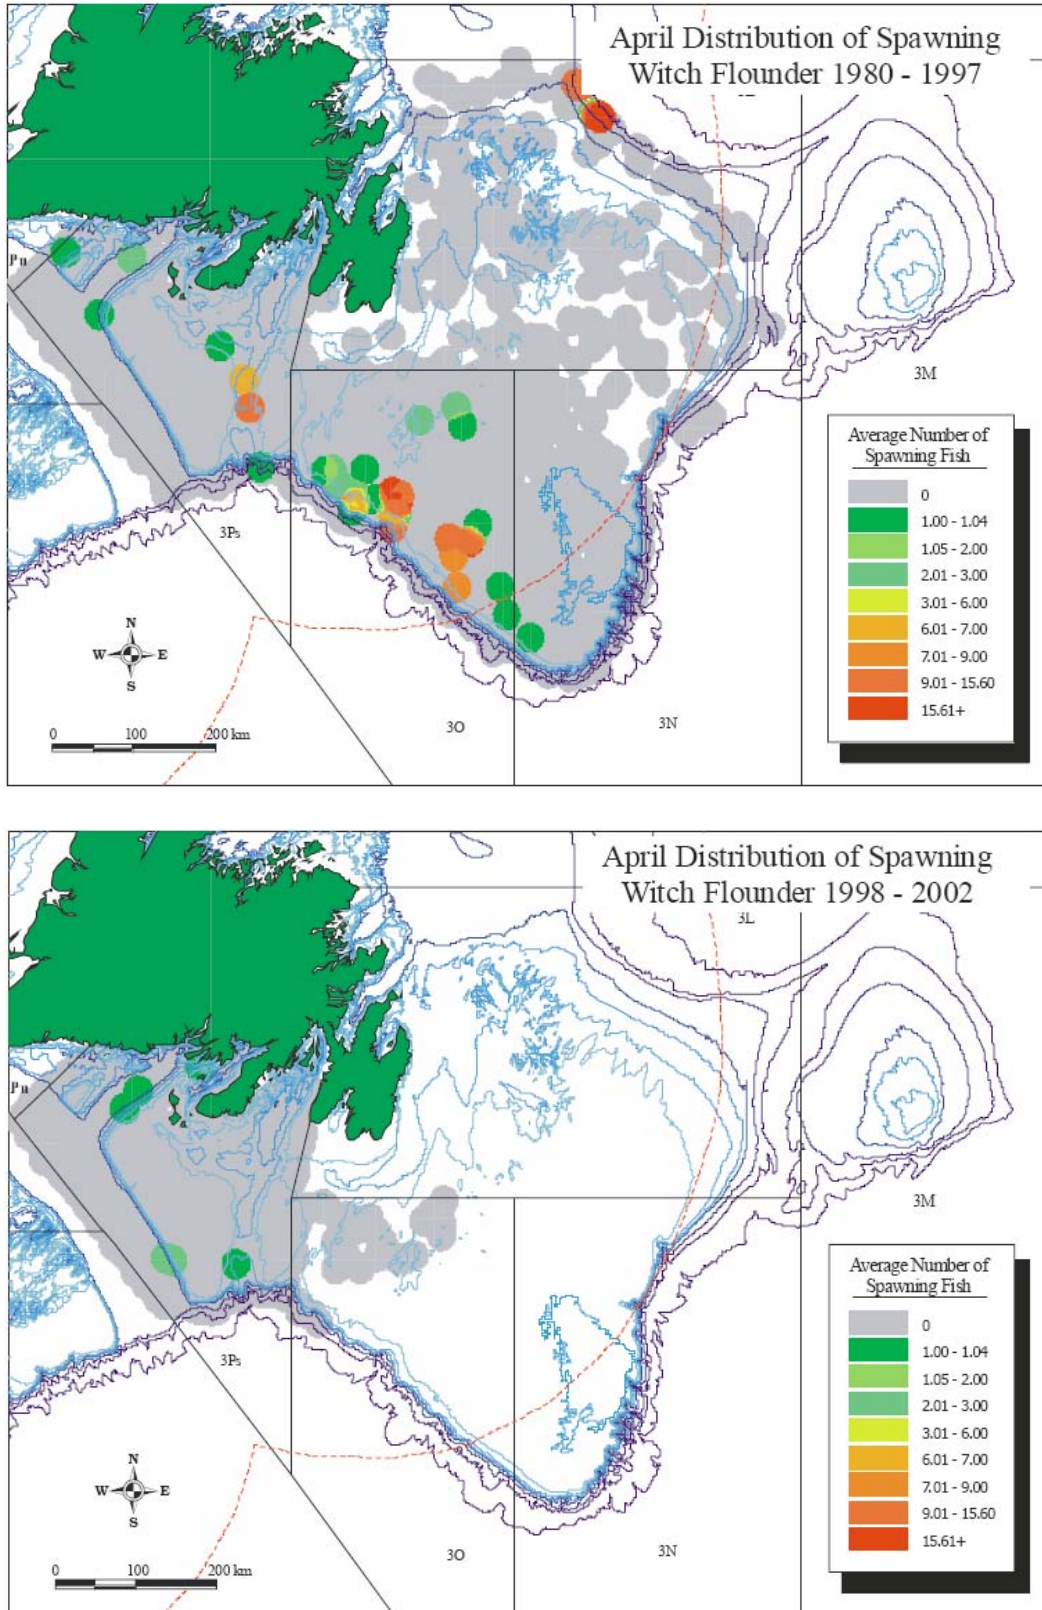 April Distribution of Spawning
Witch Flounder 1980 - 1997
Pn
3M
Average Number of
Spawning Fish
0
1.00 - 1.04
1.05 - 2.00
2.01 - 3.00
3.01 - 6.00
6.01 - 7.00
7.01 - 9.00
9.01 - 15.60
15.61+
3Ps
N
W E
S
3O
3N
0 100 200 km
April Distribution of Spawning
Witch Flounder 1998 - 2002
3L
Pn
3M
Average Number of
Spawning Fish
0
1.00 - 1.04
1.05 - 2.00
2.01 - 3.00
3.01 - 6.00
6.01 - 7.00
7.01 - 9.00
9.01 - 15.60
15.61+
3Ps
N
W E
S
3O
3N
0 100 200 km